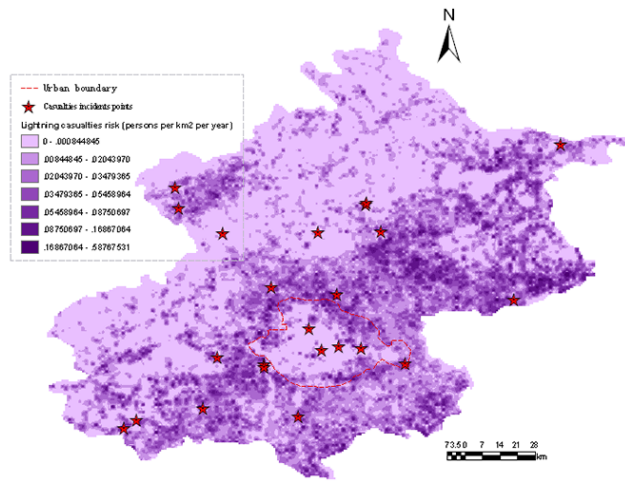 N
Urban boundary
Casualties incidents points
Lightning casualties risk (persons per km2 per year)
0 - .000844845
.00844845 - .02043970
.02043970 - .03479365
.03479365 - .05458964
.05458964 - .08750697
.08750697 - .16867064
.16867064 - .58767531
73.5 0 7 14 21 28
km